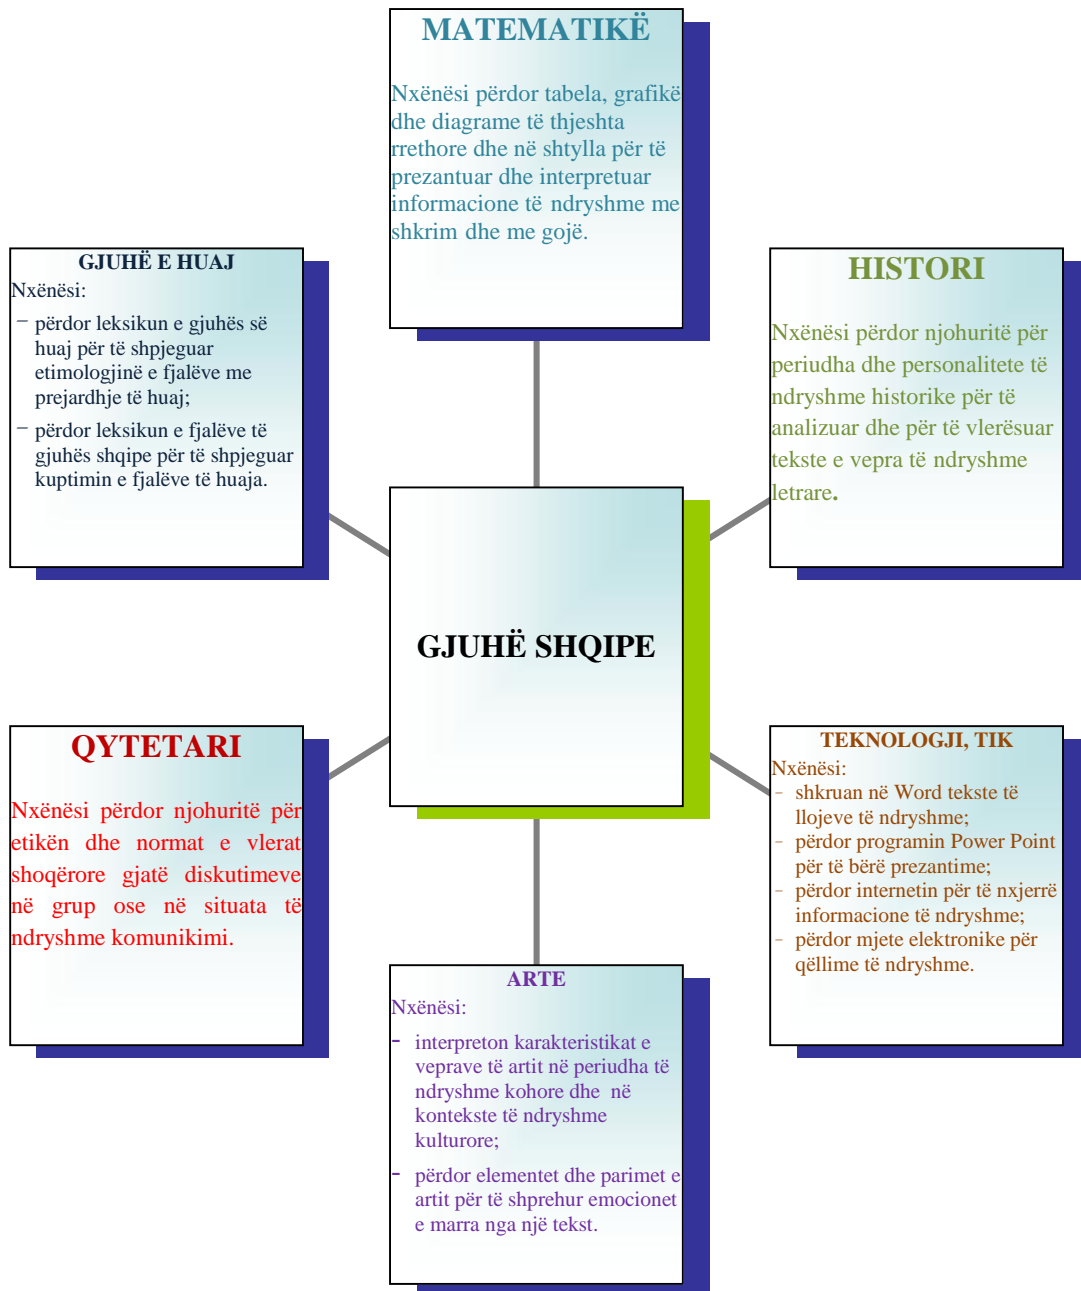 MATEMATIKË
Nxënësi përdor tabela, grafikë
dhe diagrame të thjeshta
rrethore dhe në shtylla për të
prezantuar dhe interpretuar
informacione të ndryshme me
shkrim dhe me gojë.
GJUHË E HUAJ
Nxënësi:
– përdor leksikun e gjuhës së
huaj për të shpjeguar
etimologjinë e fjalëve me
prejardhje të huaj;
– përdor leksikun e fjalëve të
gjuhës shqipe për të shpjeguar
kuptimin e fjalëve të huaja.
HISTORI
Nxënësi përdor njohuritë për
periudha dhe personalitete të
ndryshme historike për të
analizuar dhe për të vlerësuar
tekste e vepra të ndryshme
letrare.
GJUHË SHQIPE
QYTETARI
Nxënësi përdor njohuritë për
etikën dhe normat e vlerat
shoqërore gjatë diskutimeve
në grup ose në situata të
ndryshme komunikimi.
TEKNOLOGJI, TIK
Nxënësi:
- shkruan në Word tekste të
llojeve të ndryshme;
- përdor programin Power Point
për të bërë prezantime;
- përdor internetin për të nxjerrë
informacione të ndryshme;
- përdor mjete elektronike për
qëllime të ndryshme.
ARTE
Nxënësi:
- interpreton karakteristikat e
veprave të artit në periudha të
ndryshme kohore dhe në
kontekste të ndryshme
kulturore;
- përdor elementet dhe parimet e
artit për të shprehur emocionet
e marra nga një tekst.